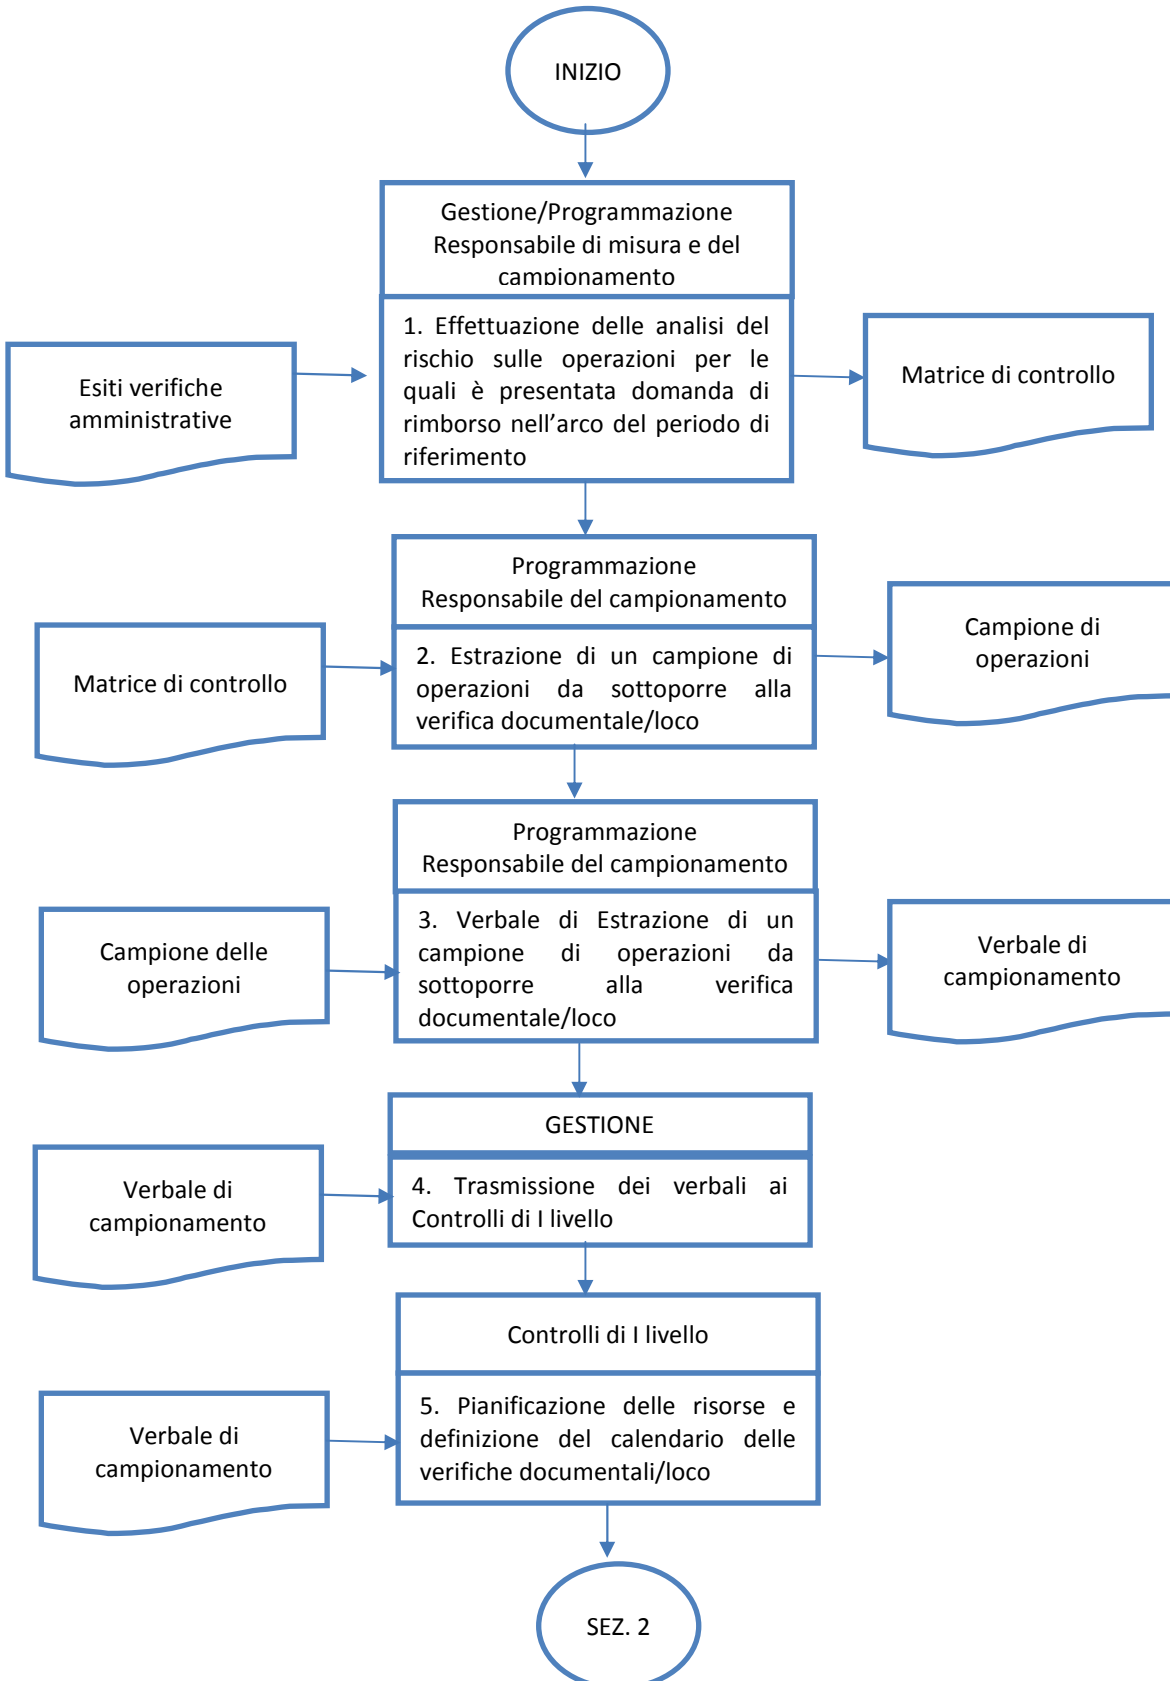 INIZIO
Gestione/Programmazione
Responsabile di misura e del
campionamento
1. Effettuazione delle analisi del
rischio sulle operazioni per le
quali è presentata domanda di
rimborso nell’arco del periodo di
riferimento
Esiti verifiche
amministrative
Matrice di controllo
Programmazione
Responsabile del campionamento
2. Estrazione di un campione di
operazioni da sottoporre alla
verifica documentale/loco
Matrice di controllo
Campione di
operazioni
Programmazione
Responsabile del campionamento
3. Verbale di Estrazione di un
campione di operazioni da
sottoporre alla verifica
documentale/loco
Campione delle
operazioni
Verbale di
campionamento
GESTIONE
4. Trasmissione dei verbali ai
Controlli di I livello
Verbale di
campionamento
Controlli di I livello
5. Pianificazione delle risorse e
definizione del calendario delle
verifiche documentali/loco
Verbale di
campionamento
SEZ. 2